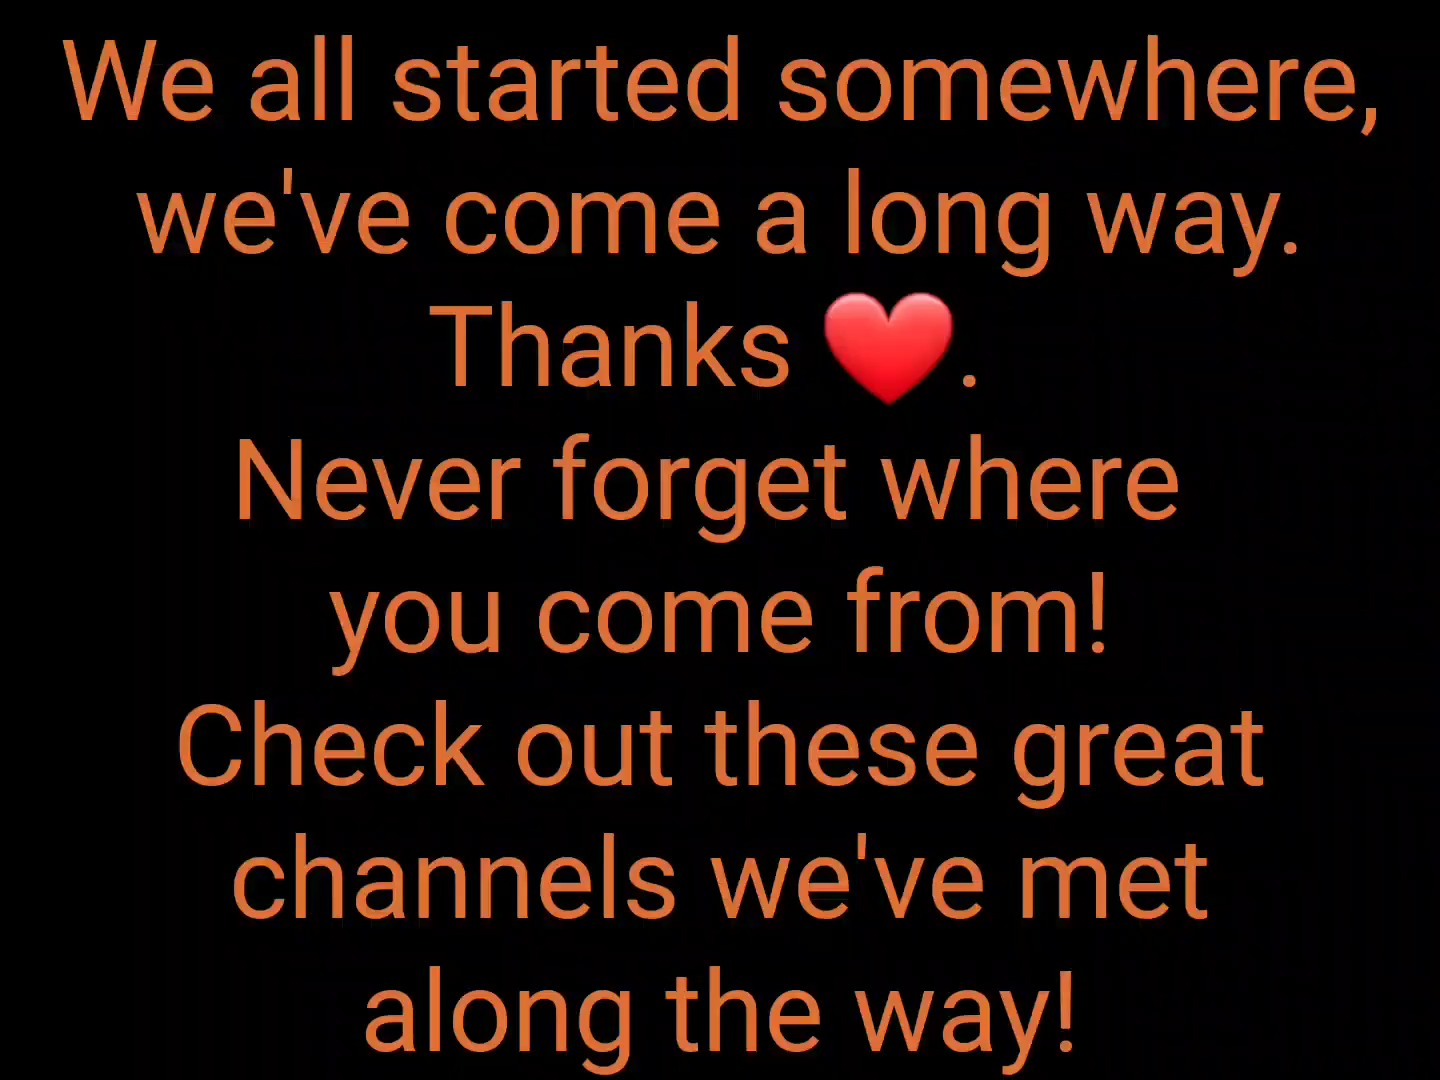 We all started somewhere,
we've come a long way.
Thanks ❤️.
Never forget where
you come from!
Check out these great
channels we've met
along the way!